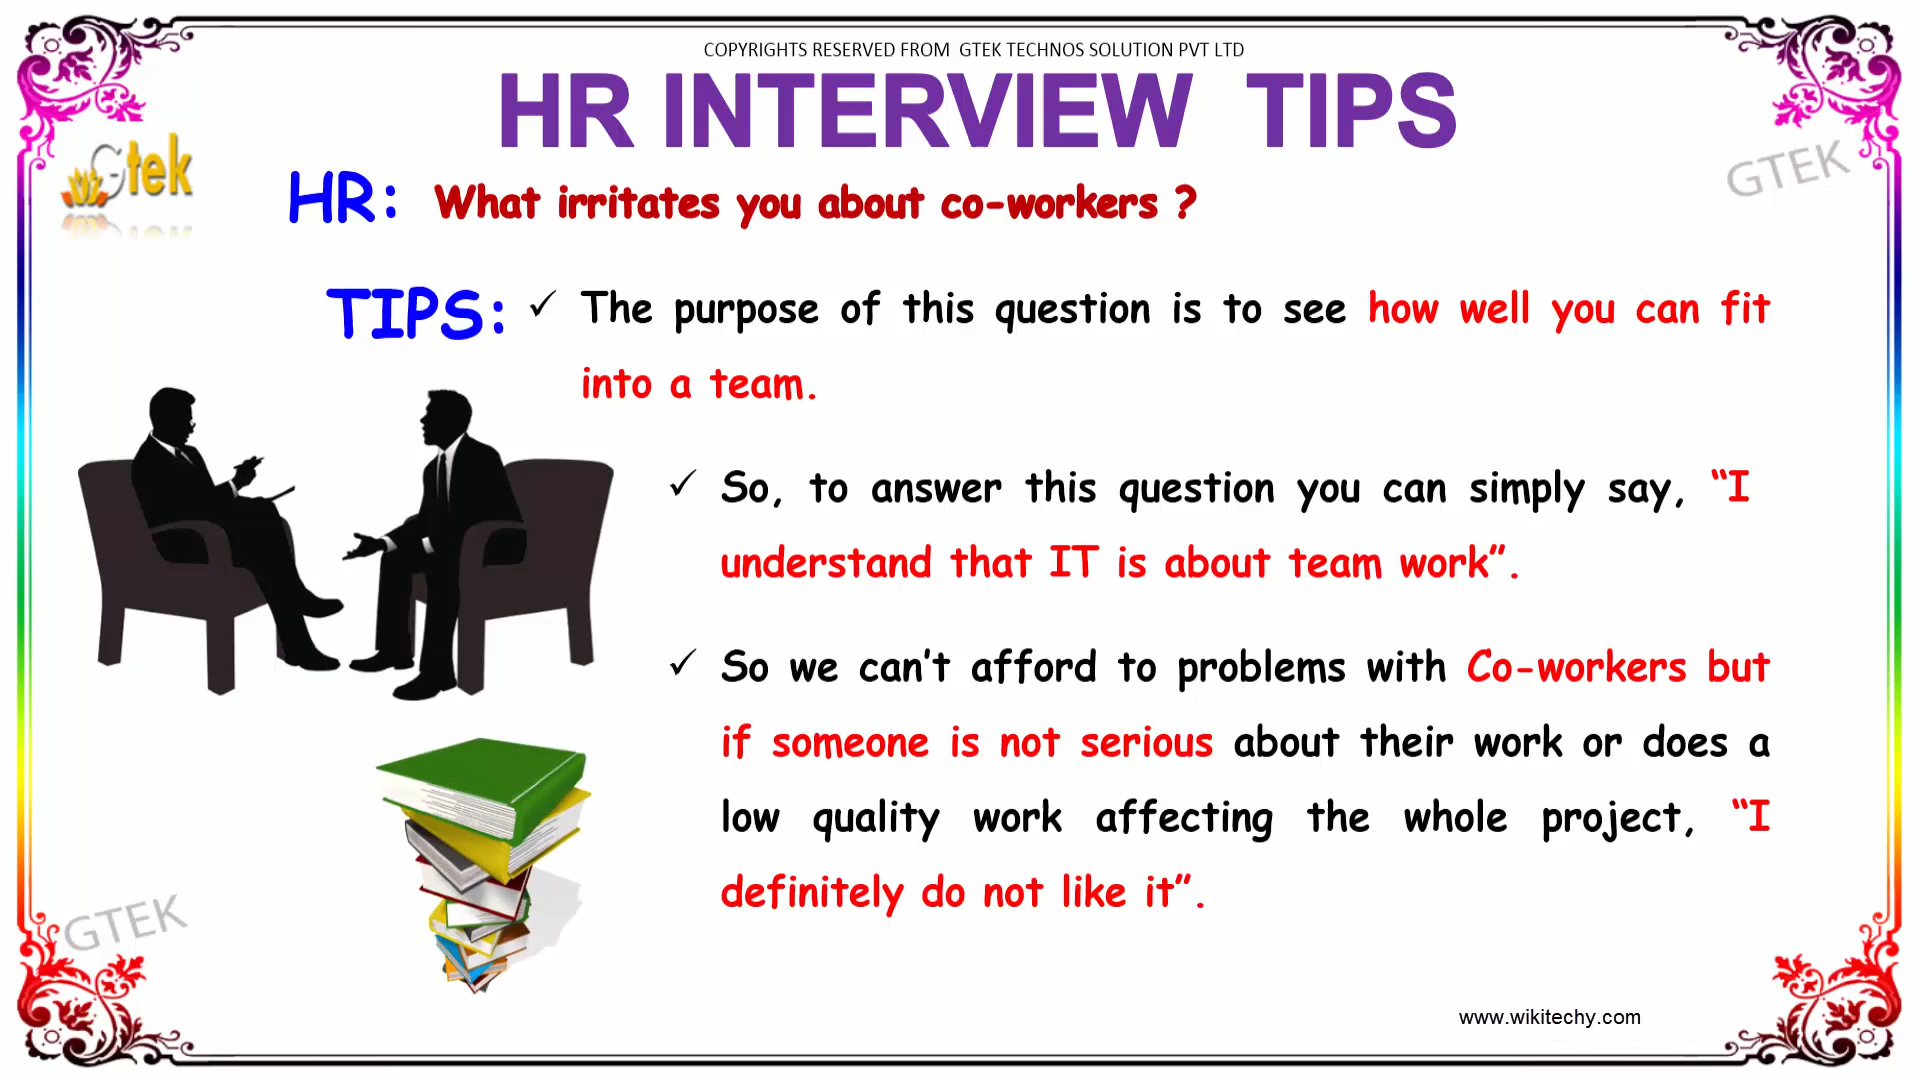 COPYRIGHTS RESERVED FROM GTEK TECHNOS SOLUTION PVT LTD
HR INTERVIEW TIPS
Gtek
GTEK
HR: What irritates you about co-workers ?
TIPS: ✓ The purpose of this question is to see how well you can fit
into a team.
✓ So, to answer this question you can simply say, “I
understand that IT is about team work”.
✓ So we can’t afford to problems with Co-workers but
if someone is not serious about their work or does a
low quality work affecting the whole project, “I
definitely do not like it”.
GTEK
www.wikitechy.com